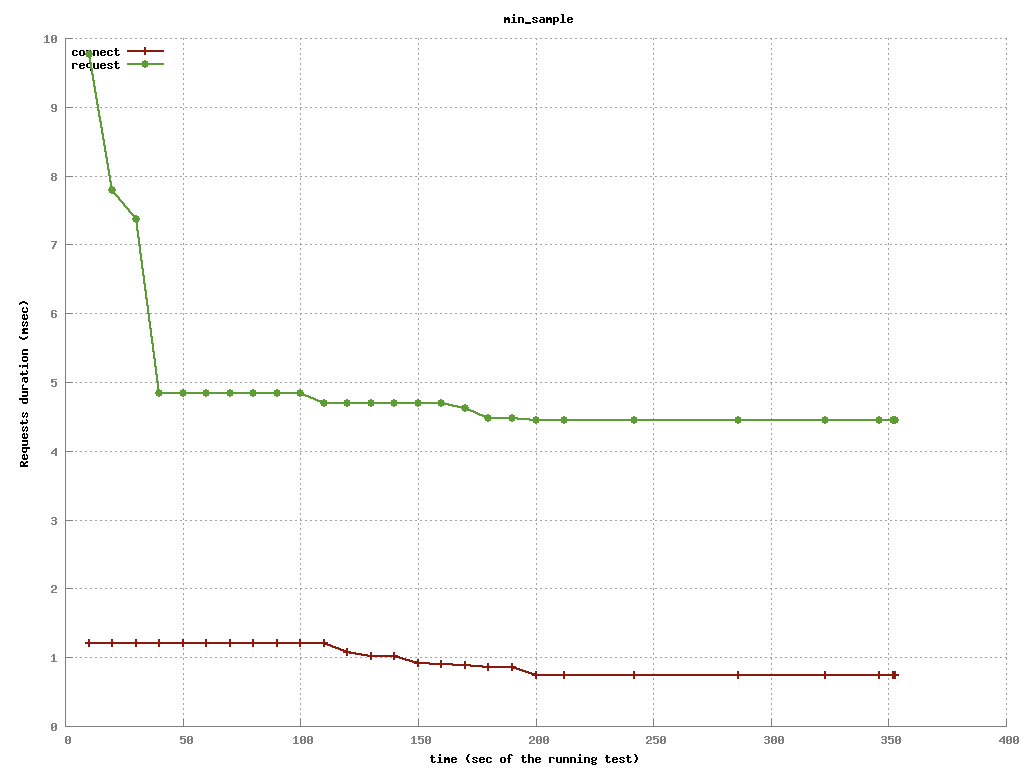 min_sample
connect
request
10
9
8
7
6
5
4
3
2
1
0
0 50 100 150 200 250 300 350 400
Requests duration (msec)
time (sec of the running test)